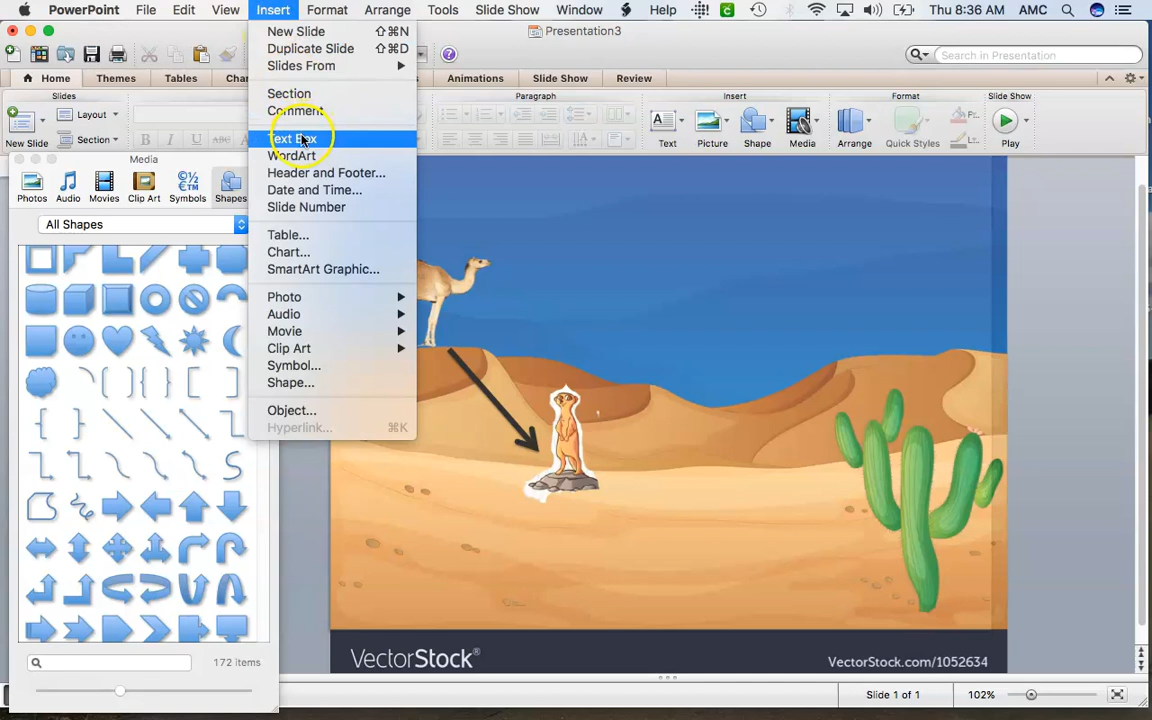 PowerPoint File Edit View Insert Format Arrange Tools Slide Show Window Help Thu 8:36 AM AMC
Presentation3
Search in Presentation
Home Themes Tables Animations Slide Show Review
Slides Paragraph Insert Format Slide Show
Layout
New Slide Section
B I U ABC
Text Picture Shape Media Arrange Quick Styles Play
New Slide ⇧⌘N
Duplicate Slide ⇧⌘D
Slides From
Section
Comment
Text Box
WordArt
Header and Footer...
Date and Time...
Slide Number
Table...
Chart...
SmartArt Graphic...
Photo
Audio
Movie
Clip Art
Symbol...
Shape...
Object...
Hyperlink... ⌘K
Media
Photos Audio Movies Clip Art Symbols Shapes
All Shapes
172 items
VectorStock®
VectorStock.com/1052634
Slide 1 of 1 102%